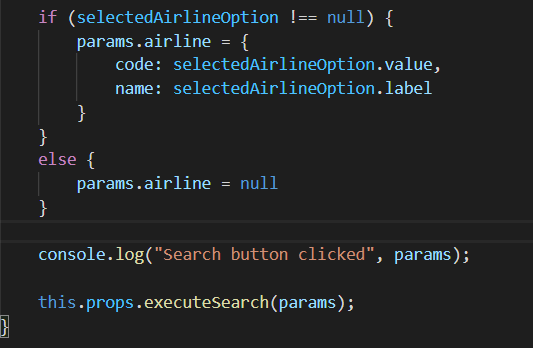 if (selectedAirlineOption !== null) {
params.airline = {
code: selectedAirlineOption.value,
name: selectedAirlineOption.label
}
}
else {
params.airline = null
}
console.log("Search button clicked", params);
this.props.executeSearch(params);
}